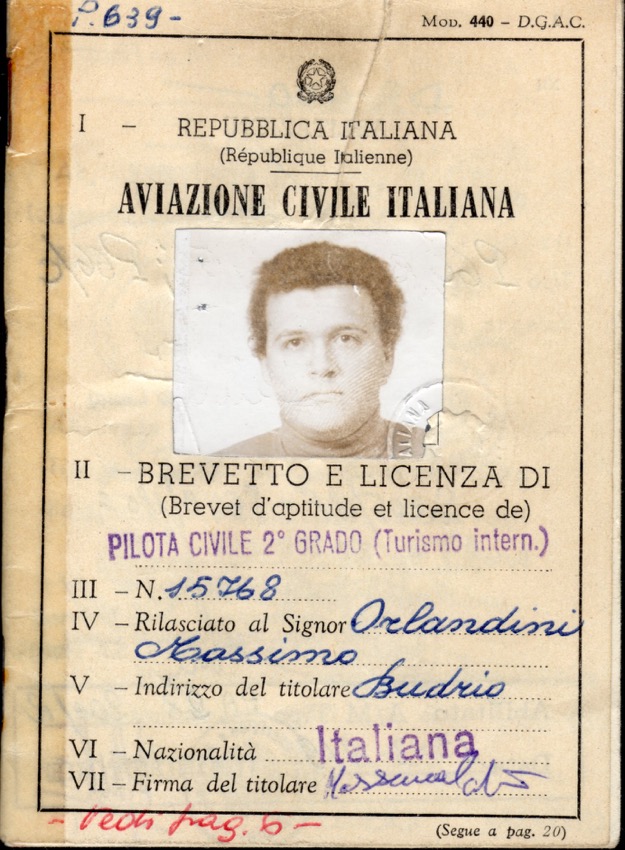 P. 639 -
MOD. 440 - D.G.A.C.
I - REPUBBLICA ITALIANA
(République Italienne)
AVIAZIONE CIVILE ITALIANA
II - BREVETTO E LICENZA DI
(Brevet d'aptitude et licence de)
PILOTA CIVILE 2° GRADO (Turismo intern.)
III - N. 15768
IV - Rilasciato al Signor Orlandini
Massimo
V - Indirizzo del titolare Budrio
VI - Nazionalità Italiana
VII - Firma del titolare
- Vedi pag. 6 -
(Segue a pag. 20)